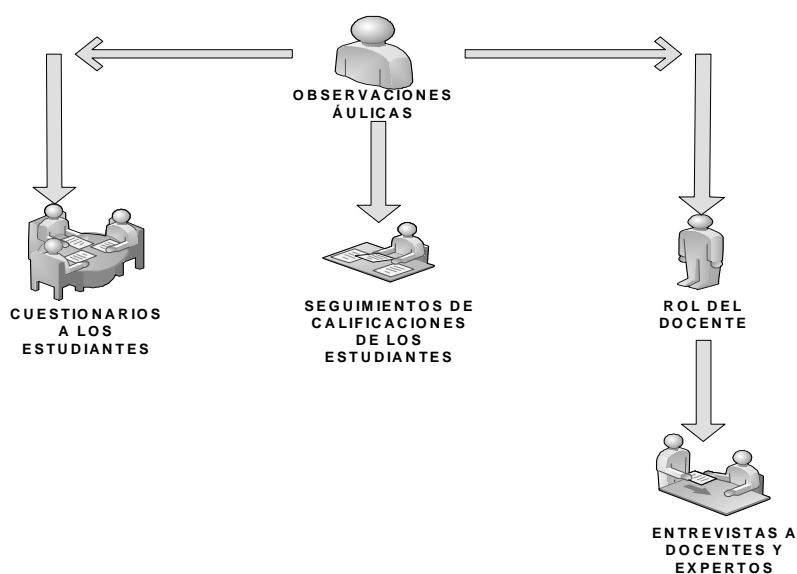 OBSERVACIONES
ÁULICAS
CUESTIONARIOS
A LOS
ESTUDIANTES
SEGUIMIENTOS DE
CALIFICACIONES
DE LOS
ESTUDIANTES
ROL DEL
DOCENTE
ENTREVISTAS A
DOCENTES Y
EXPERTOS